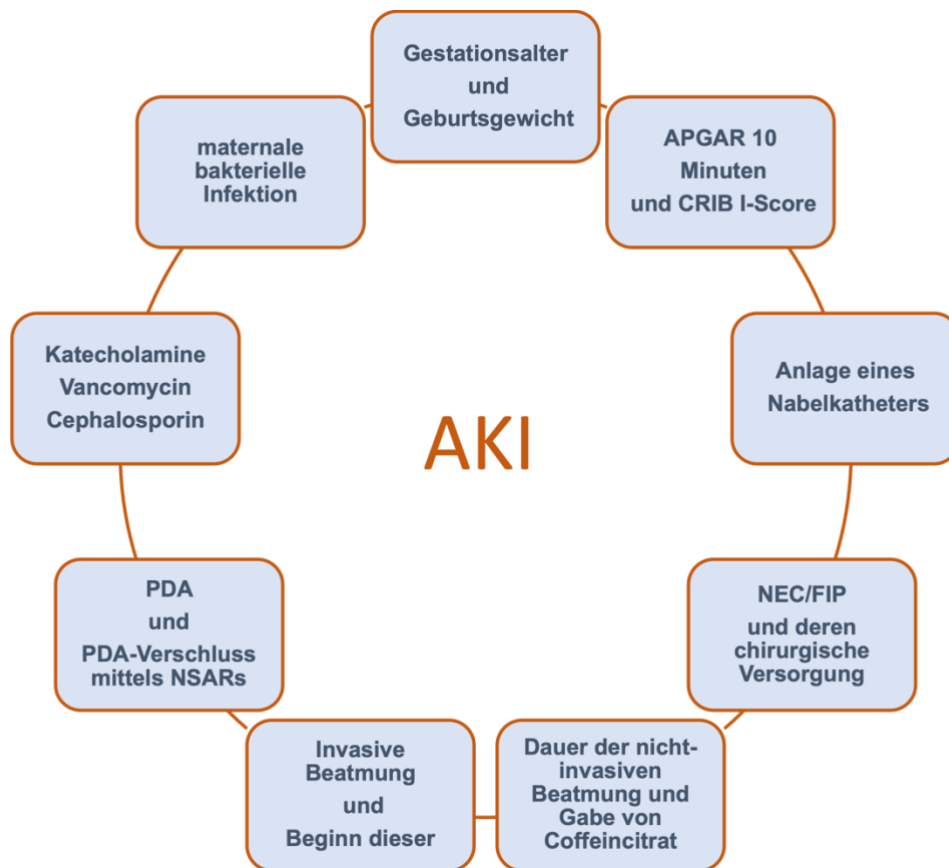 Gestationsalter
und
Geburtsgewicht
APGAR 10
Minuten
und CRIB I-Score
Anlage eines
Nabelkatheters
NEC/FIP
und deren
chirurgische
Versorgung
Dauer der nicht-
invasiven
Beatmung und
Gabe von
Coffeincitrat
Invasive
Beatmung
und
Beginn dieser
PDA
und
PDA-Verschluss
mittels NSARs
Katecholamine
Vancomycin
Cephalosporin
maternale
bakterielle
Infektion
AKI